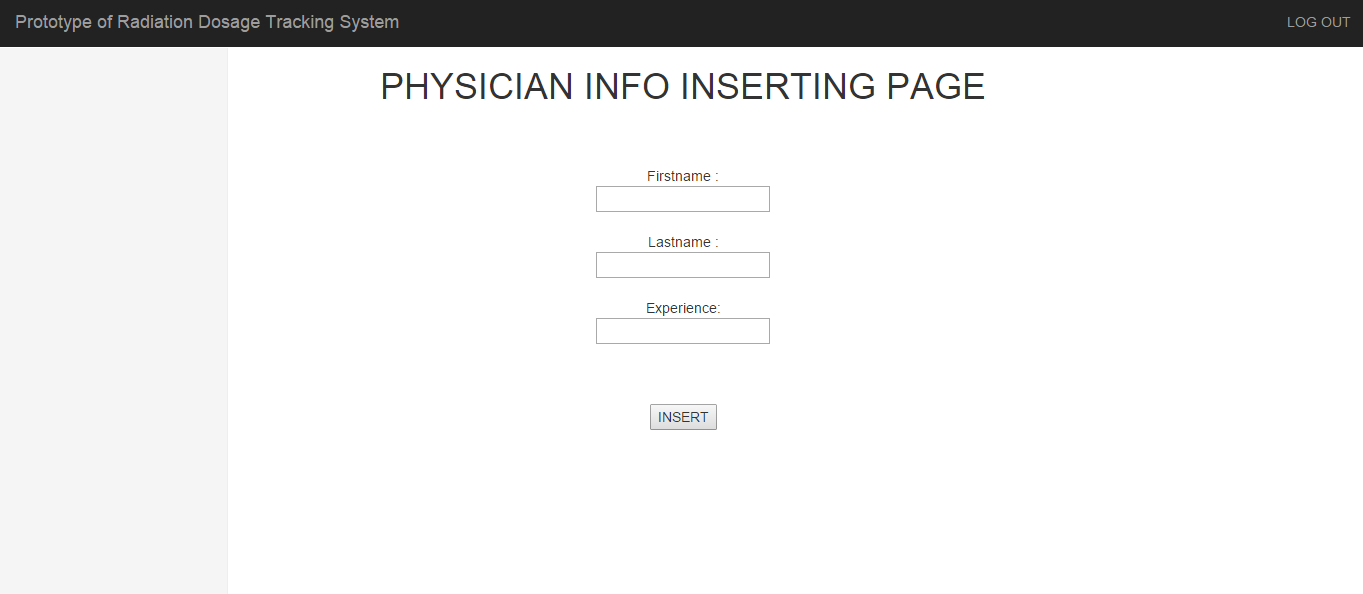 Prototype of Radiation Dosage Tracking System
LOG OUT
PHYSICIAN INFO INSERTING PAGE
Firstname :
Lastname :
Experience:
INSERT